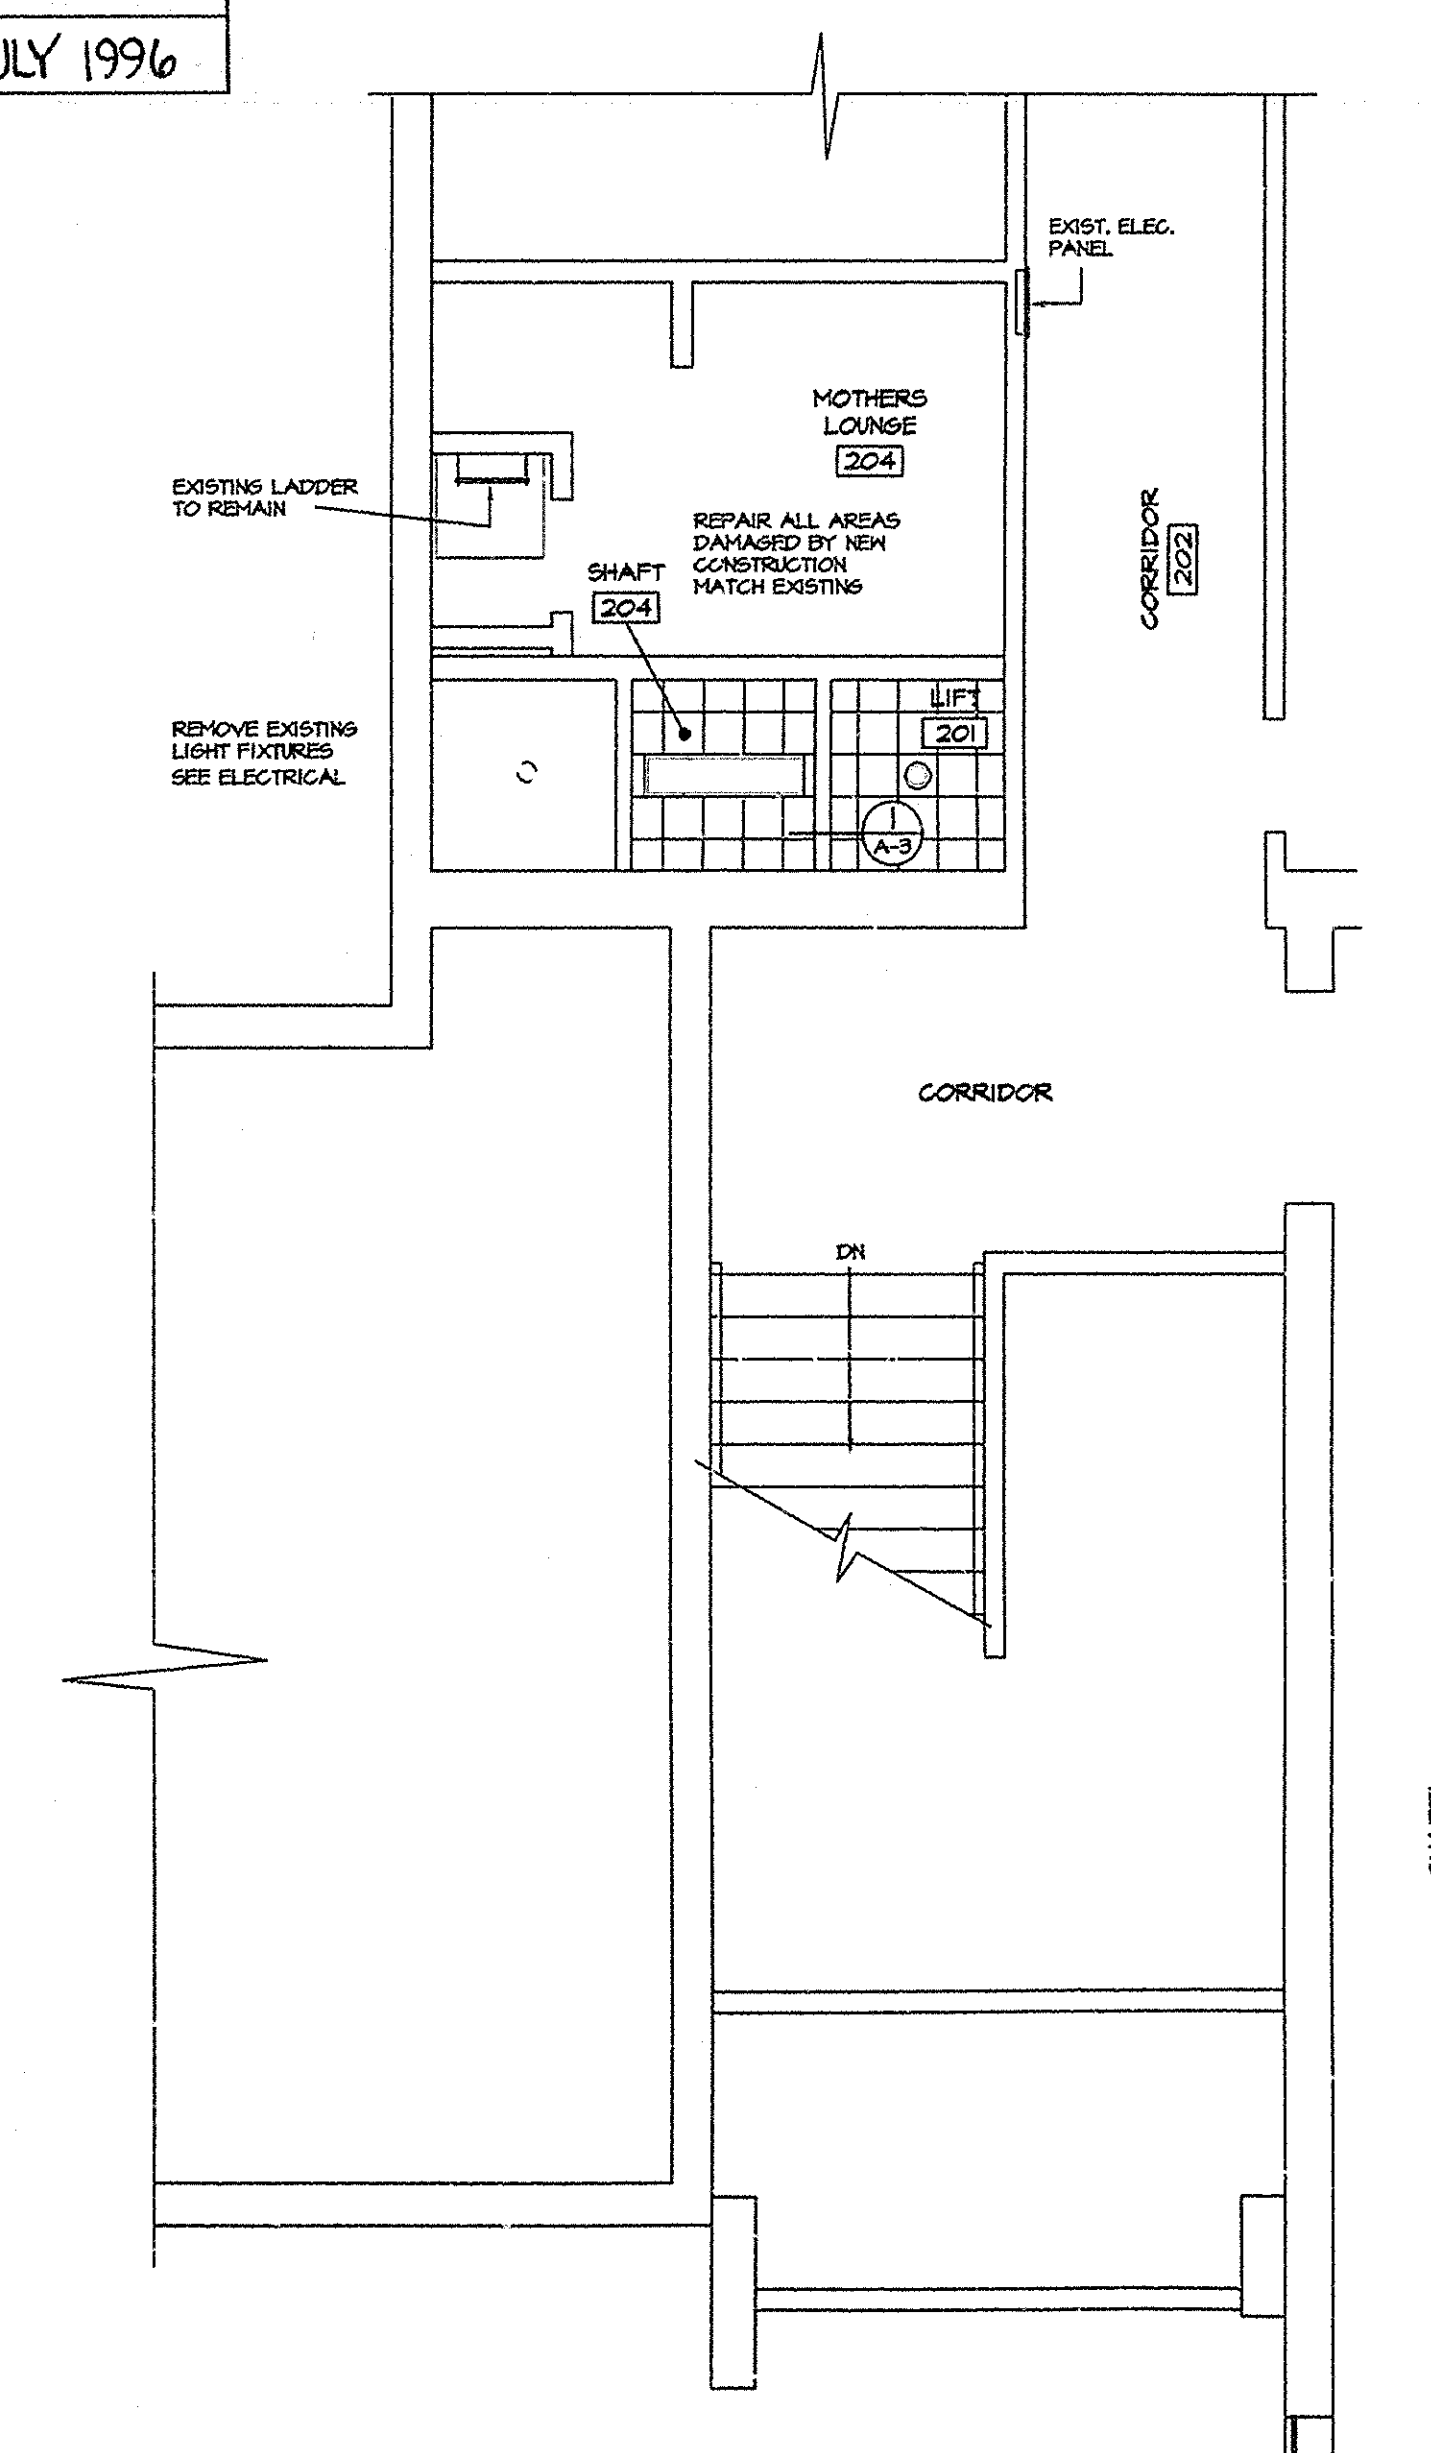 JULY 1996
EXIST. ELEC.
PANEL
MOTHERS
LOUNGE
204
EXISTING LADDER
TO REMAIN
REPAIR ALL AREAS
DAMAGED BY NEW
CONSTRUCTION
MATCH EXISTING
CORRIDOR
202
SHAFT
204
LIFT
201
REMOVE EXISTING
LIGHT FIXTURES
SEE ELECTRICAL
1
A-3
CORRIDOR
DN